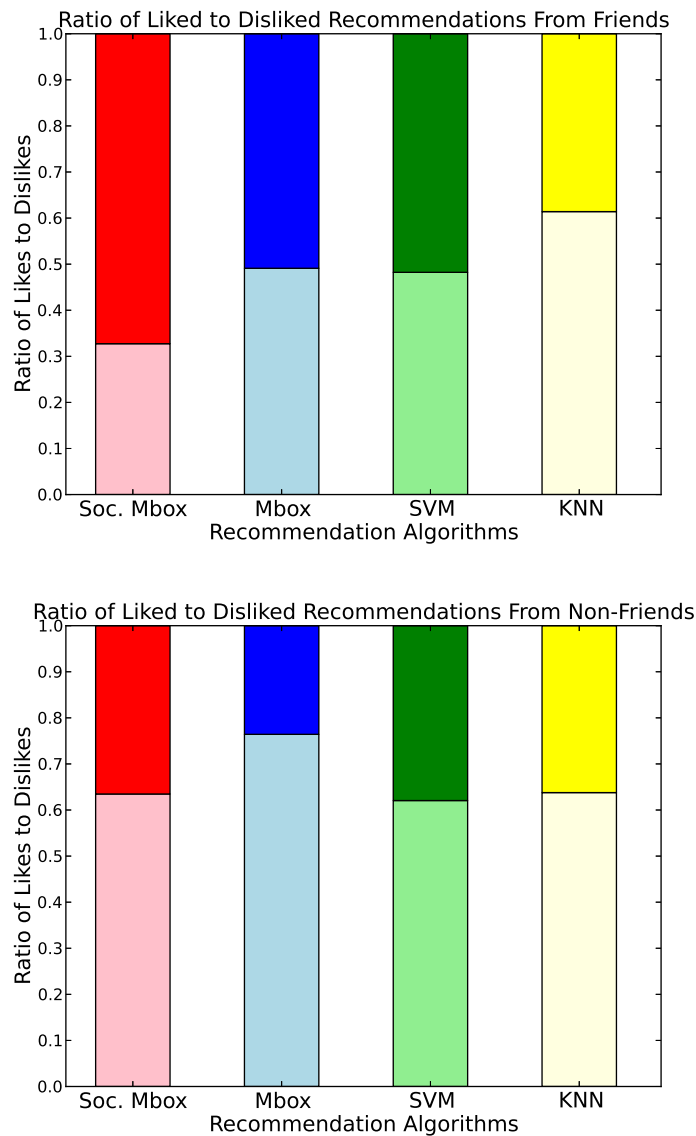 Ratio of Liked to Disliked Recommendations From Friends
1.0
0.9
0.8
0.7
0.6
0.5
0.4
0.3
0.2
0.1
0.0
Ratio of Likes to Dislikes
Soc. Mbox Mbox SVM KNN
Recommendation Algorithms
Ratio of Liked to Disliked Recommendations From Non-Friends
1.0
0.9
0.8
0.7
0.6
0.5
0.4
0.3
0.2
0.1
0.0
Ratio of Likes to Dislikes
Soc. Mbox Mbox SVM KNN
Recommendation Algorithms